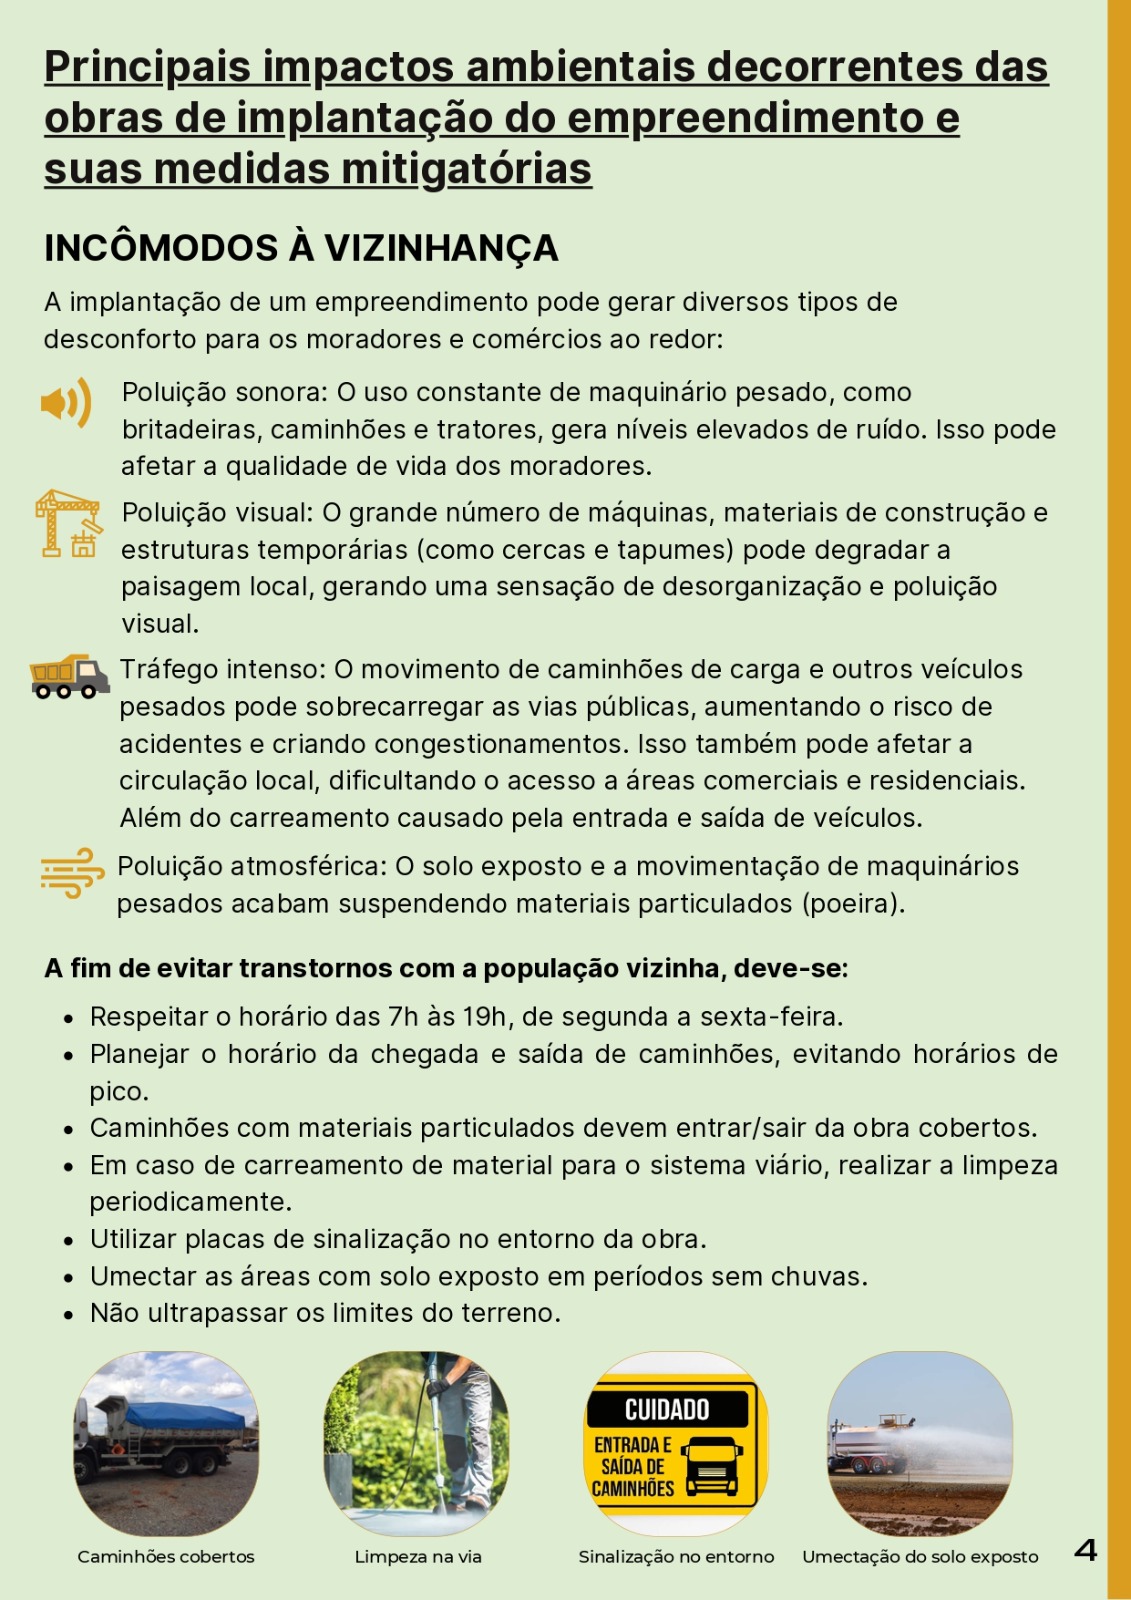 Principais impactos ambientais decorrentes das
obras de implantação do empreendimento e
suas medidas mitigatórias
INCÔMODOS À VIZINHANÇA
A implantação de um empreendimento pode gerar diversos tipos de
desconforto para os moradores e comércios ao redor:
Poluição sonora: O uso constante de maquinário pesado, como
britadeiras, caminhões e tratores, gera níveis elevados de ruído. Isso pode
afetar a qualidade de vida dos moradores.
Poluição visual: O grande número de máquinas, materiais de construção e
estruturas temporárias (como cercas e tapumes) pode degradar a
paisagem local, gerando uma sensação de desorganização e poluição
visual.
Tráfego intenso: O movimento de caminhões de carga e outros veículos
pesados pode sobrecarregar as vias públicas, aumentando o risco de
acidentes e criando congestionamentos. Isso também pode afetar a
circulação local, dificultando o acesso a áreas comerciais e residenciais.
Além do carreamento causado pela entrada e saída de veículos.
Poluição atmosférica: O solo exposto e a movimentação de maquinários
pesados acabam suspendendo materiais particulados (poeira).
A fim de evitar transtornos com a população vizinha, deve-se:
• Respeitar o horário das 7h às 19h, de segunda a sexta-feira.
• Planejar o horário da chegada e saída de caminhões, evitando horários de
pico.
• Caminhões com materiais particulados devem entrar/sair da obra cobertos.
• Em caso de carreamento de material para o sistema viário, realizar a limpeza
periodicamente.
• Utilizar placas de sinalização no entorno da obra.
• Umectar as áreas com solo exposto em períodos sem chuvas.
• Não ultrapassar os limites do terreno.
CUIDADO
ENTRADA E
SAÍDA DE
CAMINHÕES
Caminhões cobertos
Limpeza na via
Sinalização no entorno
Umectação do solo exposto
4